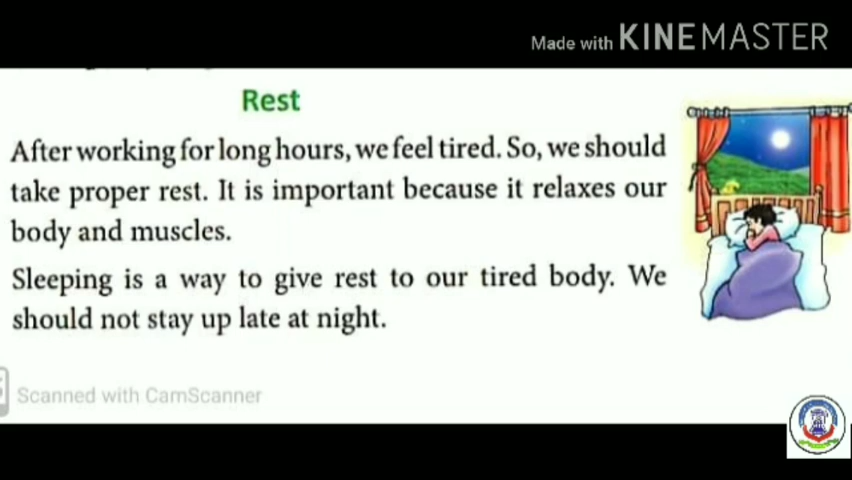 Made with KINEMASTER
Rest
After working for long hours, we feel tired. So, we should
take proper rest. It is important because it relaxes our
body and muscles.
Sleeping is a way to give rest to our tired body. We
should not stay up late at night.
Scanned with CamScanner